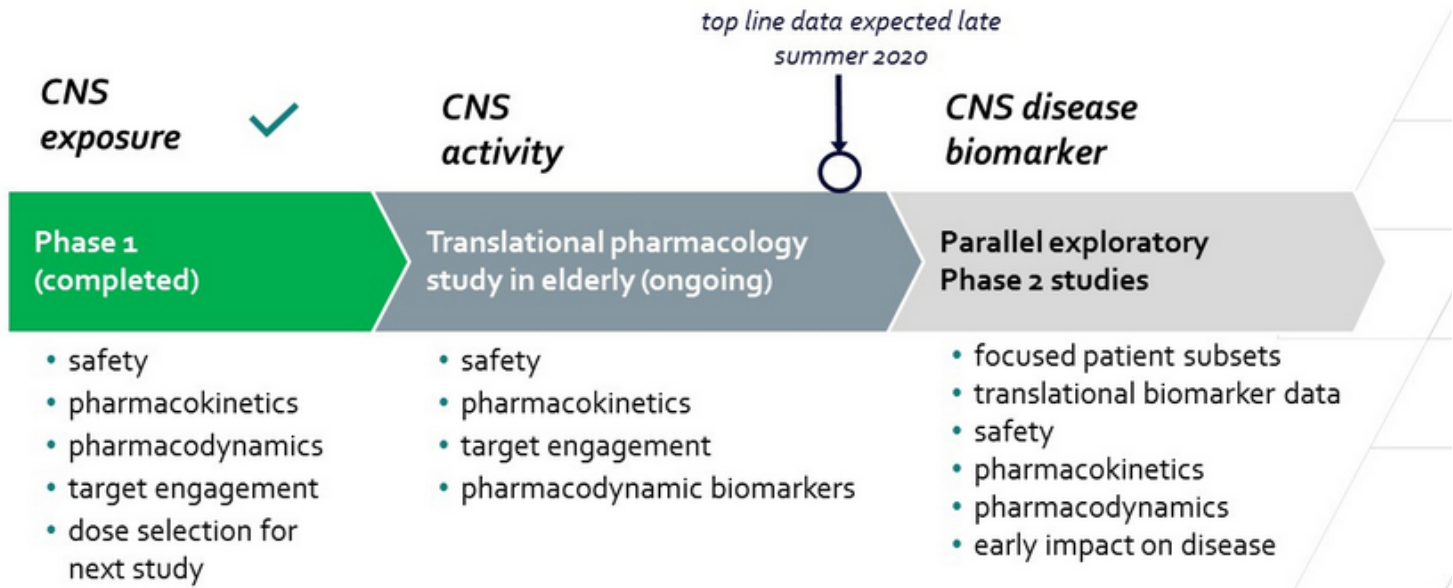 top line data expected late
summer 2020
CNS
exposure
CNS
activity
CNS disease
biomarker
Phase 1
(completed)
Translational pharmacology
study in elderly (ongoing)
Parallel exploratory
Phase 2 studies
• safety
• pharmacokinetics
• pharmacodynamics
• target engagement
• dose selection for
next study
• safety
• pharmacokinetics
• target engagement
• pharmacodynamic biomarkers
• focused patient subsets
• translational biomarker data
• safety
• pharmacokinetics
• pharmacodynamics
• early impact on disease